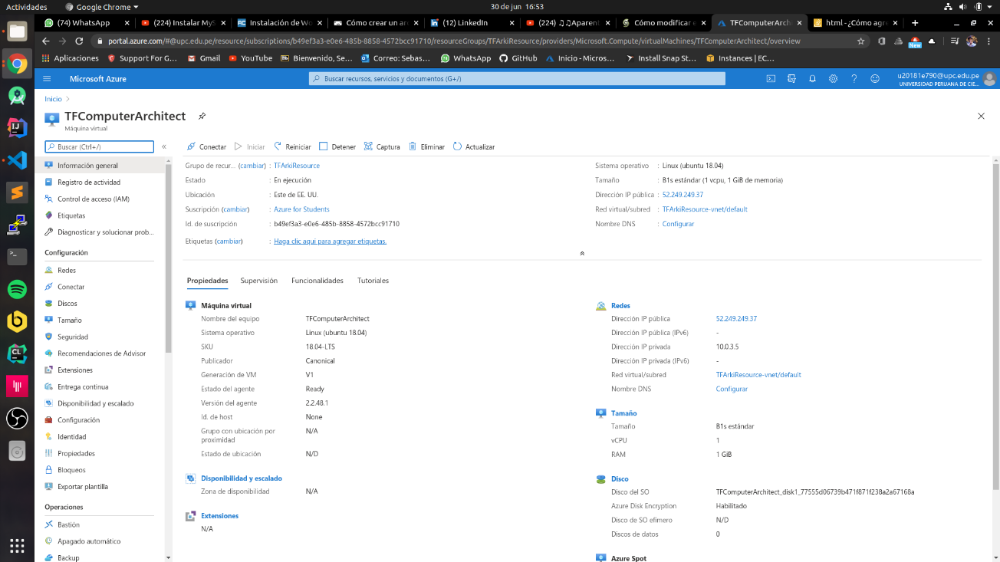 Actividades
Google Chrome
30 de jun 16:53
(74) WhatsApp
(224) Instalar MyS
Instalación de Wo
Cómo crear un arc
(12) LinkedIn
(224) ♫♫Aparent
Cómo modificar e
TFComputerArchi
html - ¿Cómo agre
portal.azure.com/#@upc.edu.pe/resource/subscriptions/b49ef3a3-e0e6-485b-8858-4572bcc91710/resourceGroups/TFArkiResource/providers/Microsoft.Compute/virtualMachines/TFComputerArchitect/overview
New
Aplicaciones
Support For G...
Gmail
YouTube
Bienvenido, Se...
Correo: Sebas...
WhatsApp
GitHub
Inicio - Micros...
Install Snap St...
Instances | EC...
Microsoft Azure
Buscar recursos, servicios y documentos (G+/)
u20181e790@upc.edu.pe
UNIVERSIDAD PERUANA DE CIE...
Inicio
TFComputerArchitect
Máquina virtual
Buscar (Ctrl+/)
Conectar
Iniciar
Reiniciar
Detener
Captura
Eliminar
Actualizar
Información general
Registro de actividad
Control de acceso (IAM)
Etiquetas
Diagnosticar y solucionar prob...
Configuración
Redes
Conectar
Discos
Tamaño
Seguridad
Recomendaciones de Advisor
Extensiones
Entrega continua
Disponibilidad y escalado
Configuración
Identidad
Propiedades
Bloqueos
Exportar plantilla
Operaciones
Bastión
Apagado automático
Backup
Grupo de recur... (cambiar) : TFArkiResource
Estado : En ejecución
Ubicación : Este de EE. UU.
Suscripción (cambiar) : Azure for Students
Id. de suscripción : b49ef3a3-e0e6-485b-8858-4572bcc91710
Etiquetas (cambiar) : Haga clic aquí para agregar etiquetas.
Sistema operativo : Linux (ubuntu 18.04)
Tamaño : B1s estándar (1 vcpu, 1 GiB de memoria)
Dirección IP pública : 52.249.249.37
Red virtual/subred : TFArkiResource-vnet/default
Nombre DNS : Configurar
Propiedades
Supervisión
Funcionalidades
Tutoriales
Máquina virtual
Nombre del equipo TFComputerArchitect
Sistema operativo Linux (ubuntu 18.04)
SKU 18.04-LTS
Publicador Canonical
Generación de VM V1
Estado del agente Ready
Versión del agente 2.2.48.1
Id. de host None
Grupo con ubicación por N/A
proximidad
Estado de ubicación N/D
Disponibilidad y escalado
Zona de disponibilidad N/A
Extensiones
N/A
Redes
Dirección IP pública 52.249.249.37
Dirección IP pública (IPv6) -
Dirección IP privada 10.0.3.5
Dirección IP privada (IPv6) -
Red virtual/subred TFArkiResource-vnet/default
Nombre DNS Configurar
Tamaño
Tamaño B1s estándar
vCPU 1
RAM 1 GiB
Disco
Disco del SO TFComputerArchitect_disk1_77555d06739b471f871f238a2a67168a
Azure Disk Encryption Habilitado
Disco de SO efímero N/D
Discos de datos 0
Azure Spot